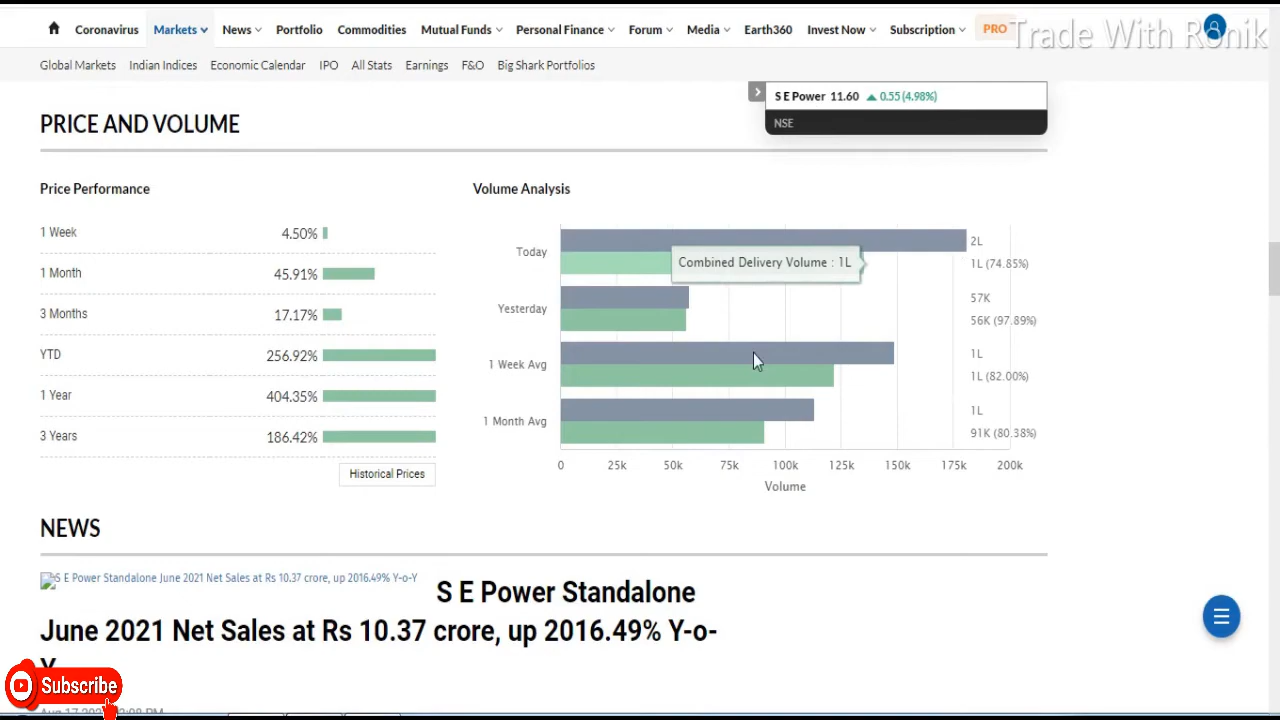 Coronavirus Markets News Portfolio Commodities Mutual Funds Personal Finance Forum Media Earth360 Invest Now Subscription PRO
Trade With Ronik
Global Markets Indian Indices Economic Calendar IPO All Stats Earnings F&O Big Shark Portfolios
S E Power 11.60 0.55 (4.98%)
NSE
PRICE AND VOLUME
Price Performance
1 Week 4.50%
1 Month 45.91%
3 Months 17.17%
YTD 256.92%
1 Year 404.35%
3 Years 186.42%
Historical Prices
Volume Analysis
Today 2L
Combined Delivery Volume : 1L
1L (74.85%)
Yesterday 57K
56K (97.89%)
1 Week Avg 1L
1L (82.00%)
1 Month Avg 1L
91K (80.38%)
0 25k 50k 75k 100k 125k 150k 175k 200k
Volume
NEWS
S E Power Standalone June 2021 Net Sales at Rs 10.37 crore, up 2016.49% Y-o-Y
S E Power Standalone
June 2021 Net Sales at Rs 10.37 crore, up 2016.49% Y-o-
Y
Subscribe